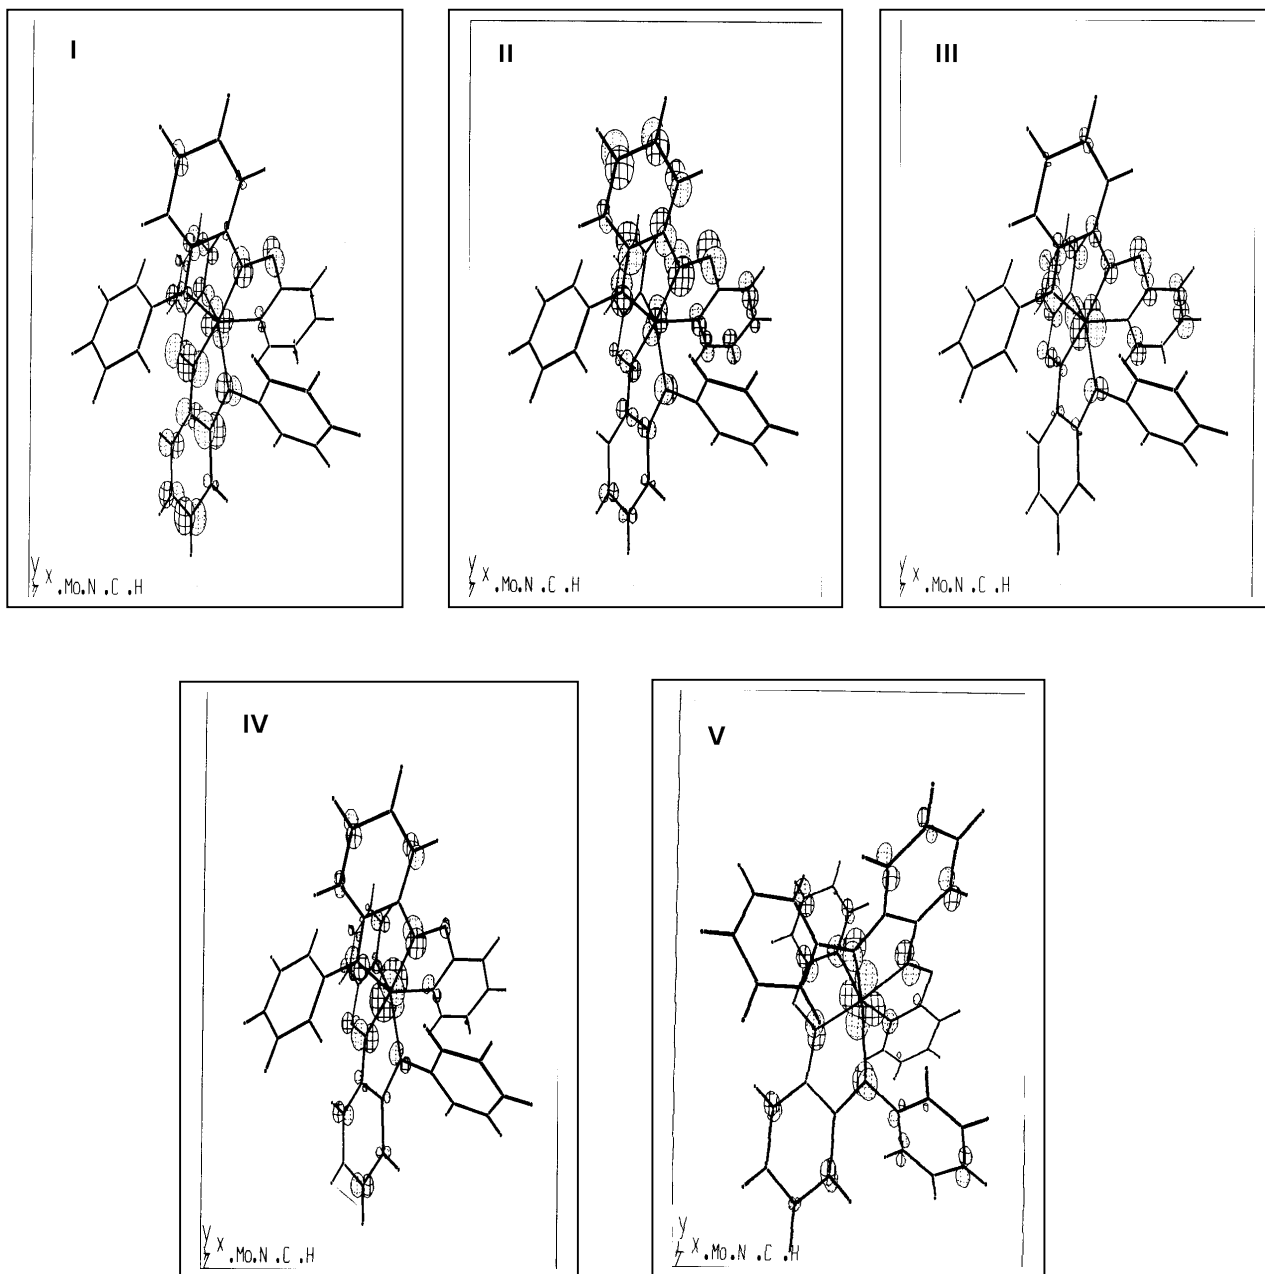 I
II
III
y x .Mo.N .C .H
y x .Mo.N .C .H
y x .Mo.N .C .H
IV
V
y x .Mo.N .C .H
y x .Mo.N .C .H